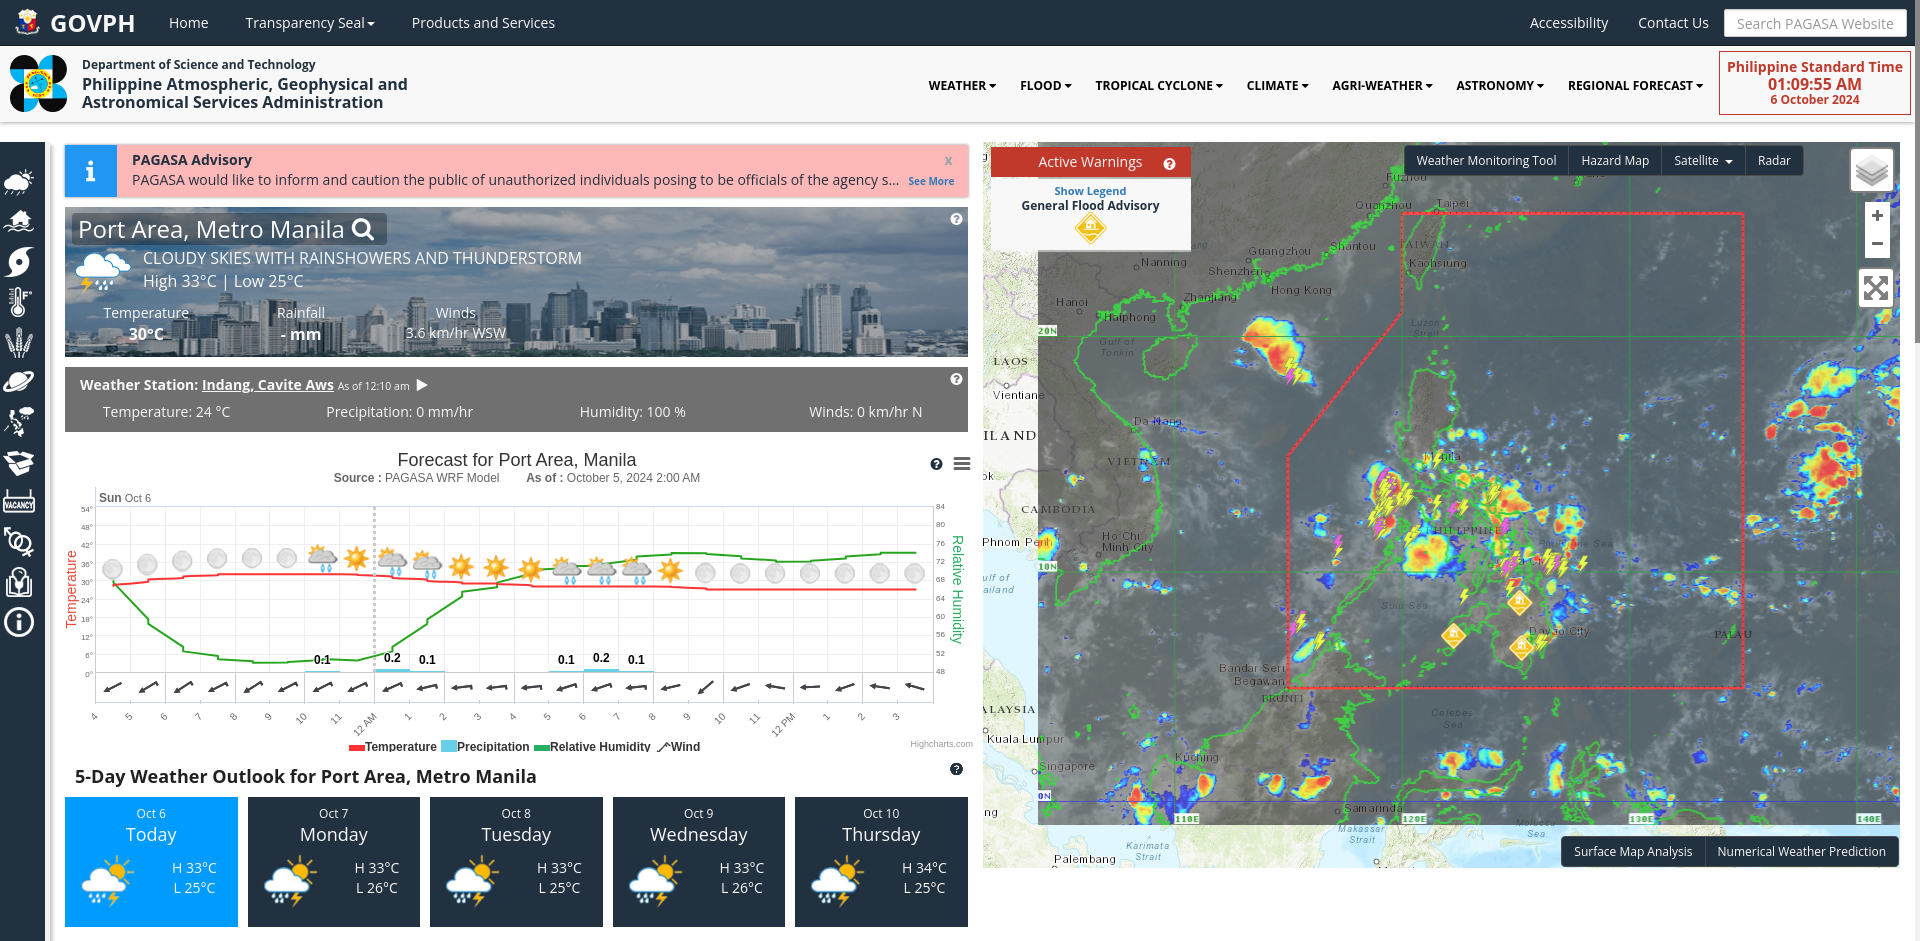 GOVPH
Home
Transparency Seal
Products and Services
Accessibility
Contact Us
Search PAGASA Website
Department of Science and Technology
Philippine Atmospheric, Geophysical and
Astronomical Services Administration
WEATHER
FLOOD
TROPICAL CYCLONE
CLIMATE
AGRI-WEATHER
ASTRONOMY
REGIONAL FORECAST
Philippine Standard Time
01:09:55 AM
6 October 2024
VACANCY
PAGASA Advisory
x
PAGASA would like to inform and caution the public of unauthorized individuals posing to be officials of the agency s... See More
Port Area, Metro Manila
CLOUDY SKIES WITH RAINSHOWERS AND THUNDERSTORM
High 33°C | Low 25°C
Temperature
Rainfall
Winds
30°C
- mm
3.6 km/hr WSW
Weather Station: Indang, Cavite Aws As of 12:10 am
Temperature: 24 °C
Precipitation: 0 mm/hr
Humidity: 100 %
Winds: 0 km/hr N
Forecast for Port Area, Manila
Source : PAGASA WRF Model As of : October 5, 2024 2:00 AM
Sun Oct 6
Temperature
54°
48°
42°
36°
30°
24°
18°
12°
6°
0°
0.1
0.2
0.1
0.1
0.2
0.1
84
80
76
72
68
64
60
56
52
48
Relative Humidity
4
5
6
7
8
9
10
11
12 AM
1
2
3
4
5
6
7
8
9
10
11
12 PM
1
2
3
Temperature
Precipitation
Relative Humidity
Wind
Highcharts.com
5-Day Weather Outlook for Port Area, Metro Manila
Oct 6
Today
H 33°C
L 25°C
Oct 7
Monday
H 33°C
L 26°C
Oct 8
Tuesday
H 33°C
L 25°C
Oct 9
Wednesday
H 33°C
L 26°C
Oct 10
Thursday
H 34°C
L 25°C
Active Warnings
Show Legend
General Flood Advisory
Weather Monitoring Tool
Hazard Map
Satellite
Radar
+
−
Fuzhou
Quanzhou
Taipei
TAIWAN
Kaohsiung
Shantou
Guangzhou
Shenzhen
Hong Kong
Nanning
Zhanjiang
Hanoi
Haiphong
Gulf of
Tonkin
20N
Luzon
Strait
LAOS
Vientiane
Da Nang
ILAND
VIETNAM
Manila
ok
CAMBODIA
Phnom Penh
Ho Chi
Minh City
PHILIPPINES
Philippine Sea
10N
ulf of
ailand
Sulu Sea
Davao City
PALAU
Bandar Seri
Begawan
BRUNEI
ALAYSIA
Celebes
Sea
Kuala Lumpur
Kuching
Singapore
0N
ng
Samarinda
110E
120E
130E
140E
Makassar
Strait
Molucca
Sea
Karimata
Strait
Palembang
Surface Map Analysis
Numerical Weather Prediction